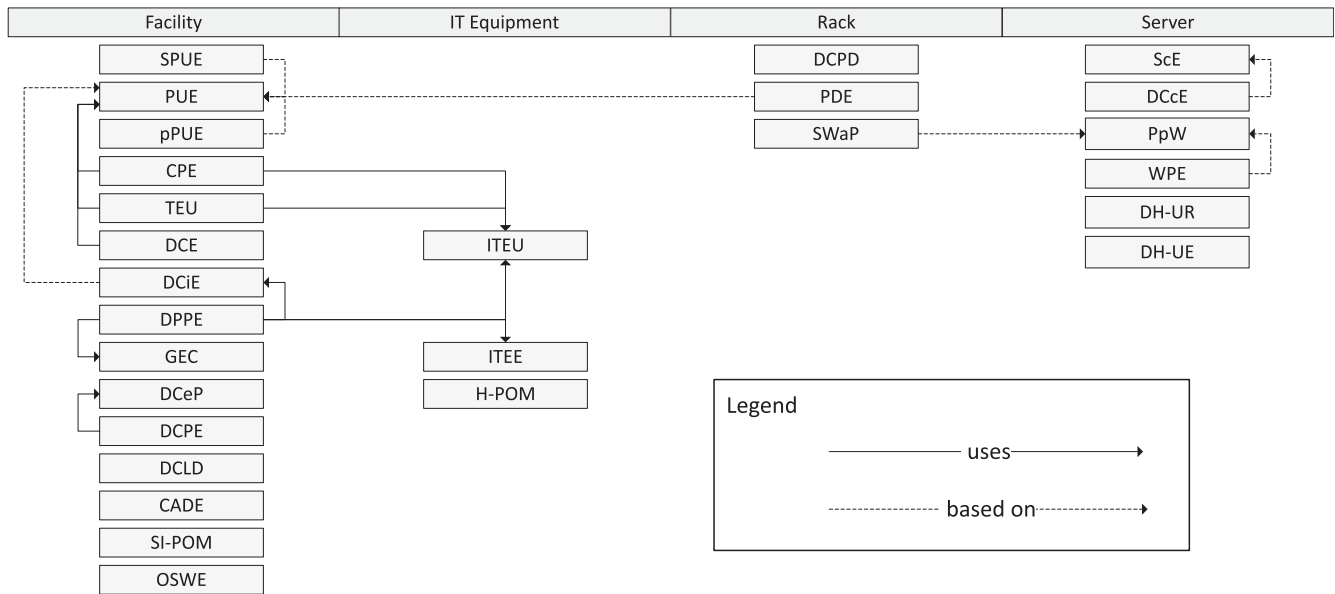 Facility IT Equipment Rack Server
SPUE DCPD ScE
PUE PDE DCcE
pPUE SWaP PpW
CPE WPE
TEU DH-UR
DCE ITEU DH-UE
DCiE
DPPE
GEC ITEE
DCeP H-POM
DCPE
DCLD
CADE
SI-POM
OSWE
Legend
uses
based on